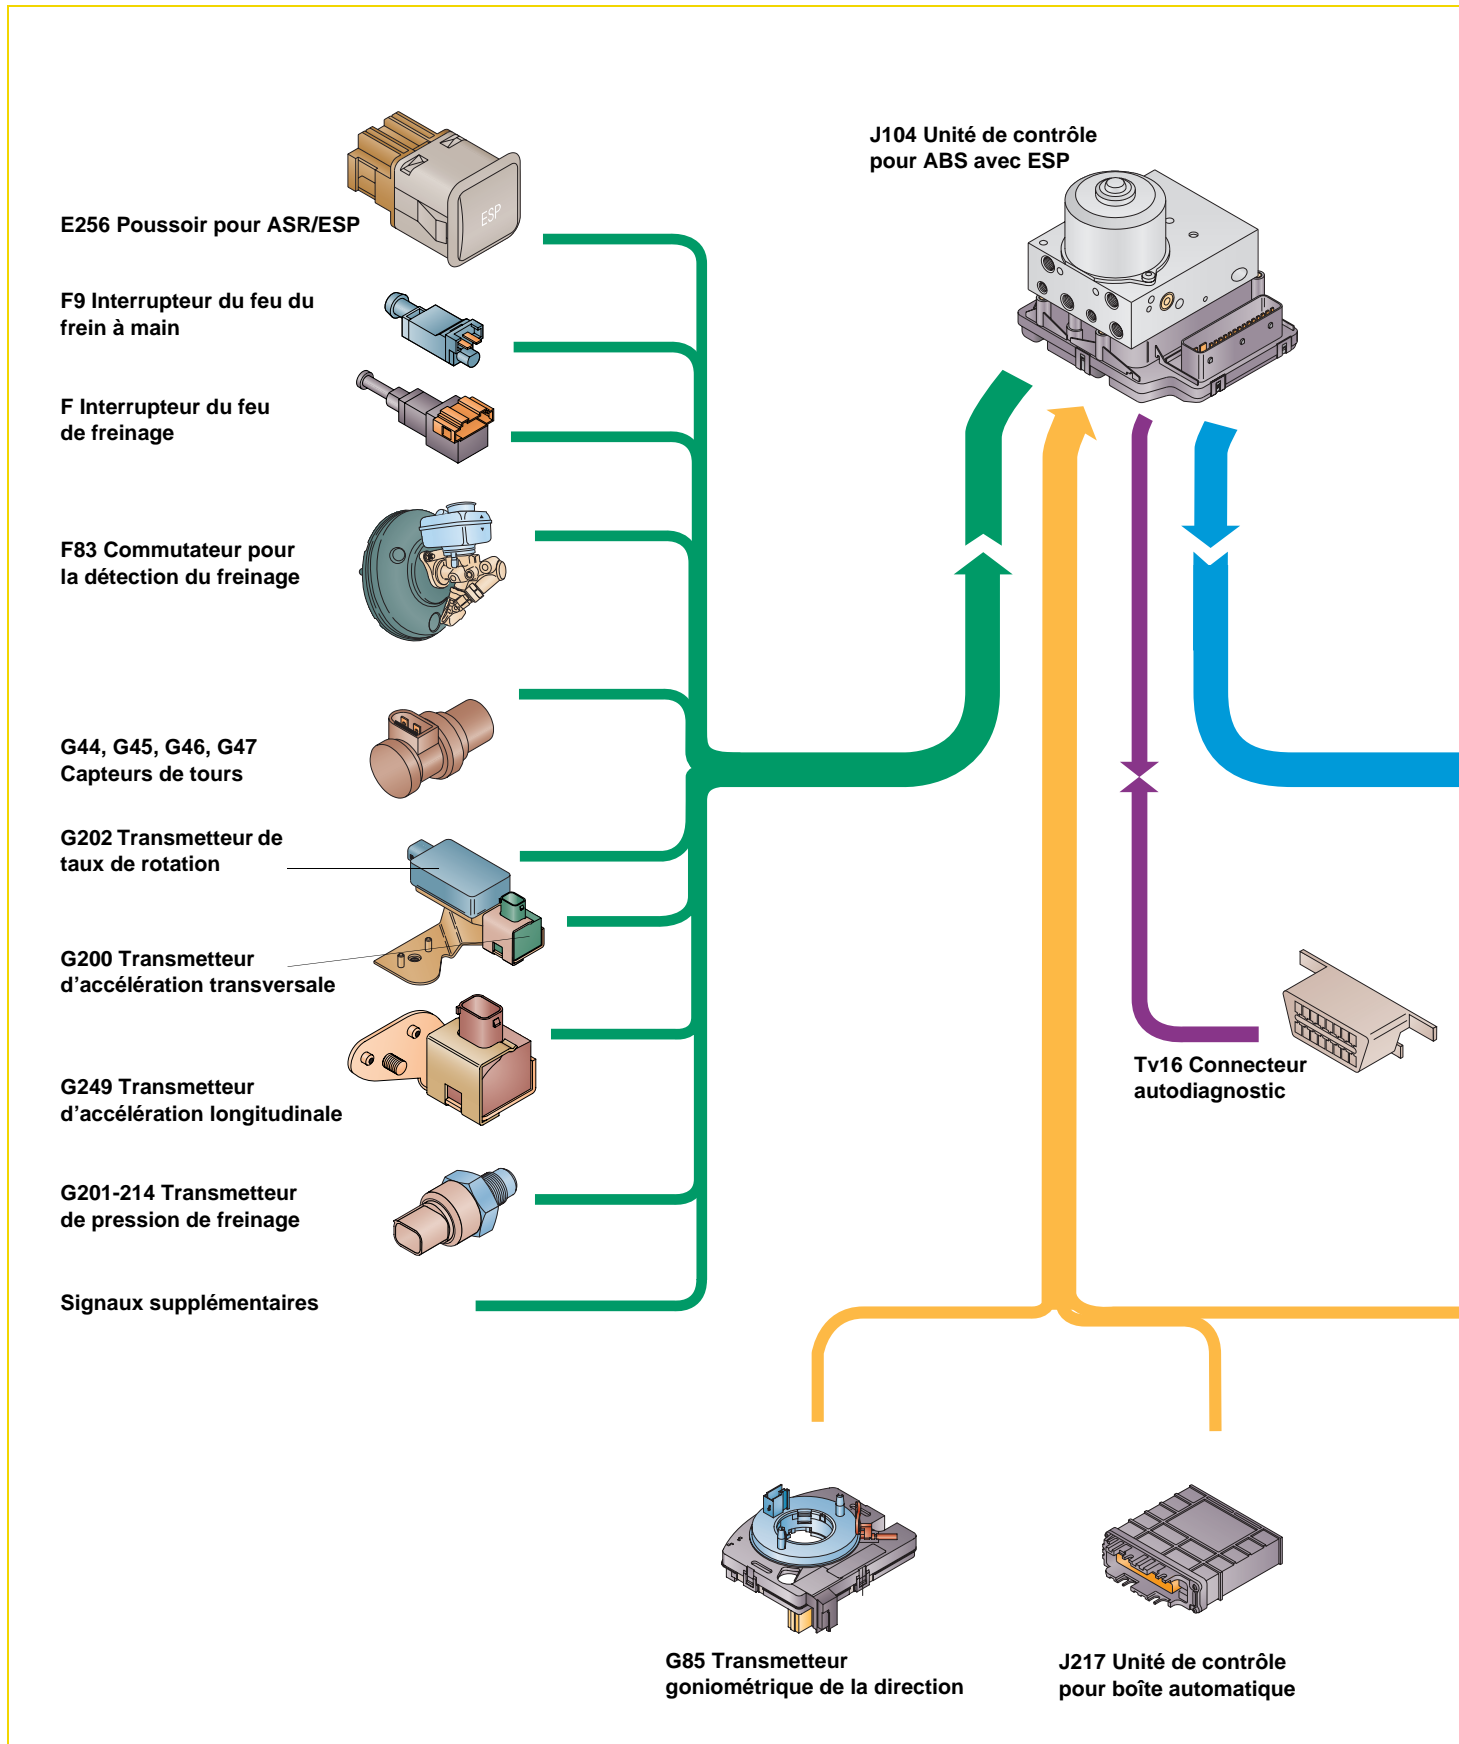 J104 Unité de contrôle
pour ABS avec ESP
ESP
E256 Poussoir pour ASR/ESP
F9 Interrupteur du feu du
frein à main
F Interrupteur du feu
de freinage
F83 Commutateur pour
la détection du freinage
G44, G45, G46, G47
Capteurs de tours
G202 Transmetteur de
taux de rotation
G200 Transmetteur
d’accélération transversale
G249 Transmetteur
d’accélération longitudinale
Tv16 Connecteur
autodiagnostic
G201-214 Transmetteur
de pression de freinage
Signaux supplémentaires
G85 Transmetteur
goniométrique de la direction
J217 Unité de contrôle
pour boîte automatique